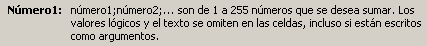 Número1: número1;número2;... son de 1 a 255 números que se desea sumar. Los
valores lógicos y el texto se omiten en las celdas, incluso si están escritos
como argumentos.